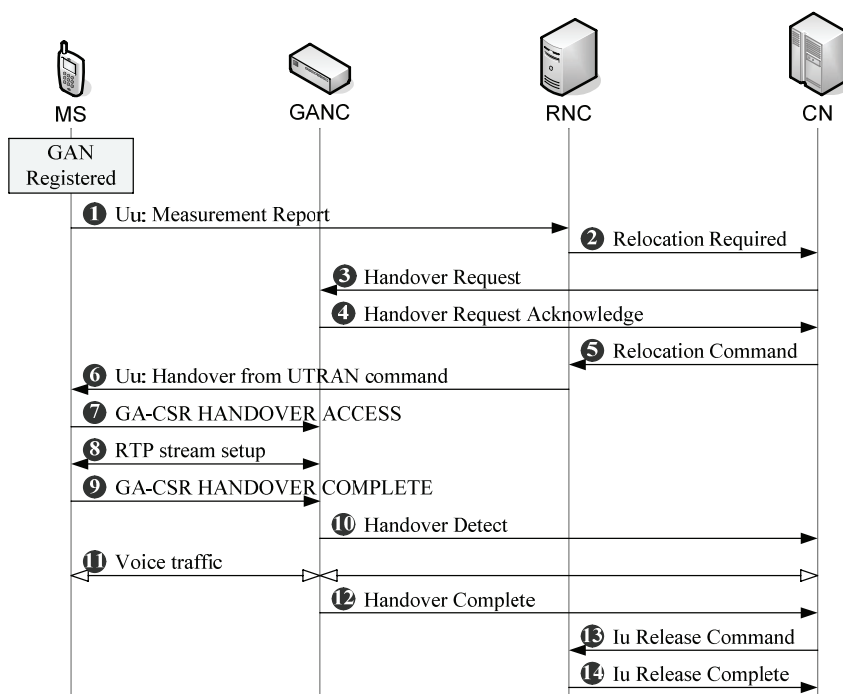 MS
GANC
RNC
CN
GAN
Registered
1 Uu: Measurement Report
2 Relocation Required
3 Handover Request
4 Handover Request Acknowledge
5 Relocation Command
6 Uu: Handover from UTRAN command
7 GA-CSR HANDOVER ACCESS
8 RTP stream setup
9 GA-CSR HANDOVER COMPLETE
10 Handover Detect
11 Voice traffic
12 Handover Complete
13 Iu Release Command
14 Iu Release Complete